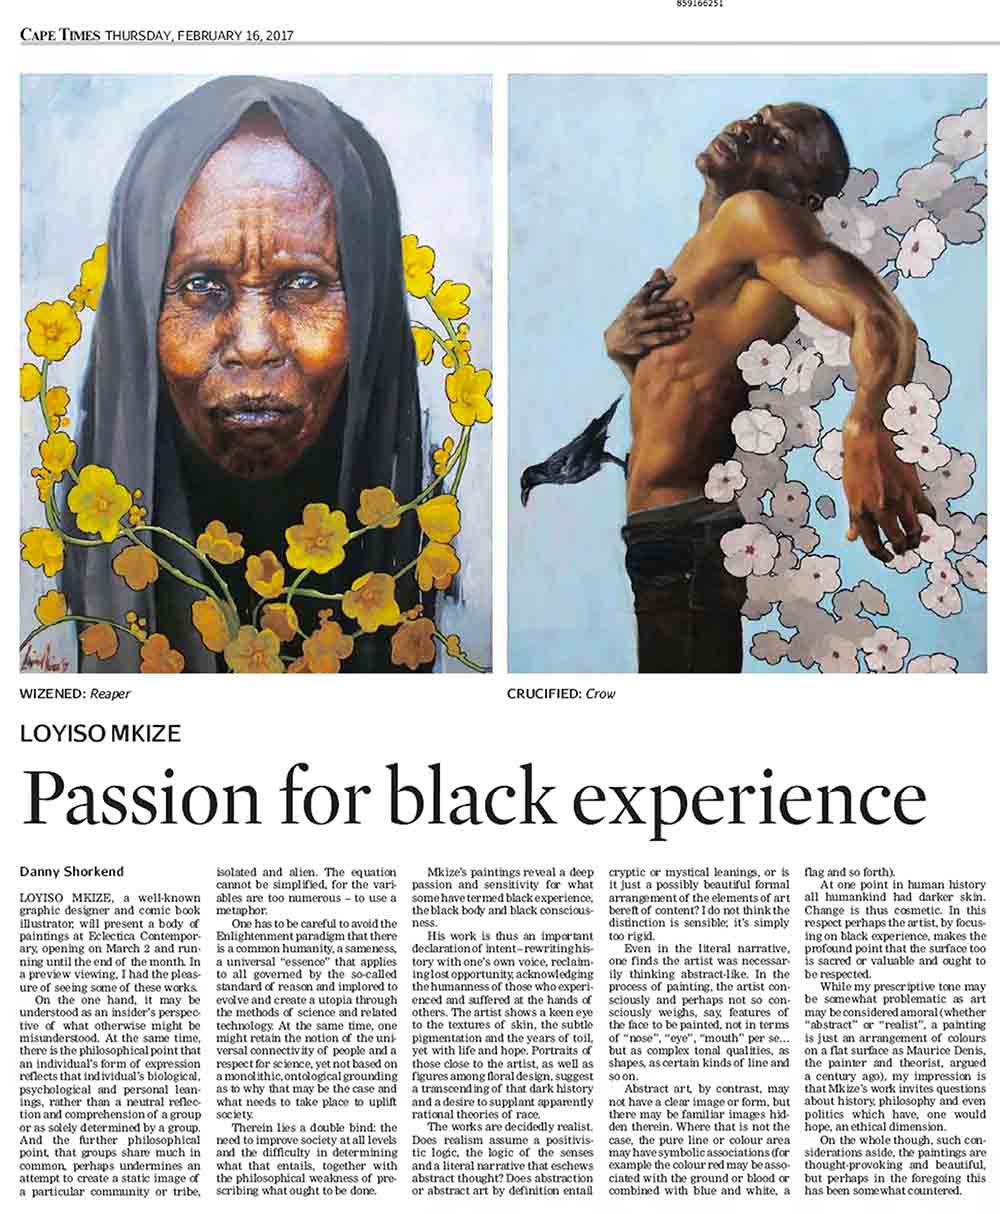 859166251
CAPE TIMES THURSDAY, FEBRUARY 16, 2017
WIZENED: Reaper
CRUCIFIED: Crow
LOYISO MKIZE
Passion for black experience
Danny Shorkend
LOYISO MKIZE, a well-known
graphic designer and comic book
illustrator, will present a body of
paintings at Eclectica Contempor-
ary, opening on March 2 and run-
ning until the end of the month. In
a preview viewing, I had the pleas-
ure of seeing some of these works.
On the one hand, it may be
understood as an insider's perspec-
tive of what otherwise might be
misunderstood. At the same time,
there is the philosophical point that
an individual's form of expression
reflects that individual's biological,
psychological and personal lean-
ings, rather than a neutral reflec-
tion and comprehension of a group
or as solely determined by a group.
And the further philosophical
point, that groups share much in
common, perhaps undermines an
attempt to create a static image of
a particular community or tribe,
isolated and alien. The equation
cannot be simplified, for the vari-
ables are too numerous – to use a
metaphor.
One has to be careful to avoid the
Enlightenment paradigm that there
is a common humanity, a sameness,
a universal "essence" that applies
to all governed by the so-called
standard of reason and implored to
evolve and create a utopia through
the methods of science and related
technology. At the same time, one
might retain the notion of the uni-
versal connectivity of people and a
respect for science, yet not based on
a monolithic, ontological grounding
as to why that may be the case and
what needs to take place to uplift
society.
Therein lies a double bind: the
need to improve society at all levels
and the difficulty in determining
what that entails, together with
the philosophical weakness of pre-
scribing what ought to be done.
Mkize's paintings reveal a deep
passion and sensitivity for what
some have termed black experience,
the black body and black conscious-
ness.
His work is thus an important
declaration of intent – rewriting his-
tory with one's own voice, reclaim-
ing lost opportunity, acknowledging
the humanness of those who experi-
enced and suffered at the hands of
others. The artist shows a keen eye
to the textures of skin, the subtle
pigmentation and the years of toil,
yet with life and hope. Portraits of
those close to the artist, as well as
figures among floral design, suggest
a transcending of that dark history
and a desire to supplant apparently
rational theories of race.
The works are decidedly realist.
Does realism assume a positivis-
tic logic, the logic of the senses
and a literal narrative that eschews
abstract thought? Does abstraction
or abstract art by definition entail
cryptic or mystical leanings, or is
it just a possibly beautiful formal
arrangement of the elements of art
bereft of content? I do not think the
distinction is sensible; it's simply
too rigid.
Even in the literal narrative,
one finds the artist was necessar-
ily thinking abstract-like. In the
process of painting, the artist con-
sciously and perhaps not so con-
sciously weighs, say, features of
the face to be painted, not in terms
of "nose", "eye", "mouth" per se...
but as complex tonal qualities, as
shapes, as certain kinds of line and
so on.
Abstract art, by contrast, may
not have a clear image or form, but
there may be familiar images hid-
den therein. Where that is not the
case, the pure line or colour area
may have symbolic associations (for
example the colour red may be asso-
ciated with the ground or blood or
combined with blue and white, a
flag and so forth).
At one point in human history
all humankind had darker skin.
Change is thus cosmetic. In this
respect perhaps the artist, by focus-
ing on black experience, makes the
profound point that the surface too
is sacred or valuable and ought to
be respected.
While my prescriptive tone may
be somewhat problematic as art
may be considered amoral (whether
"abstract" or "realist", a painting
is just an arrangement of colours
on a flat surface as Maurice Denis,
the painter and theorist, argued
a century ago), my impression is
that Mkize's work invites questions
about history, philosophy and even
politics which have, one would
hope, an ethical dimension.
On the whole though, such con-
siderations aside, the paintings are
thought-provoking and beautiful,
but perhaps in the foregoing this
has been somewhat countered.